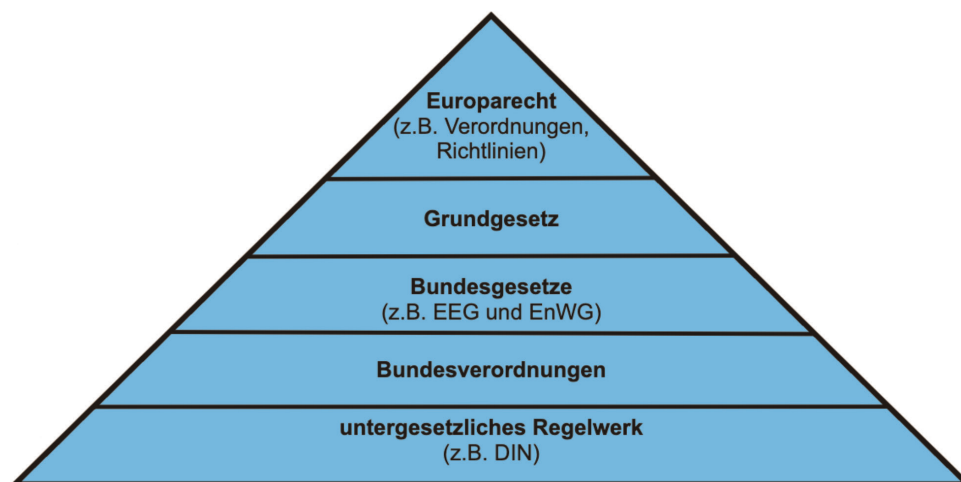 Europarecht
(z.B. Verordnungen,
Richtlinien)
Grundgesetz
Bundesgesetze
(z.B. EEG und EnWG)
Bundesverordnungen
untergesetzliches Regelwerk
(z.B. DIN)